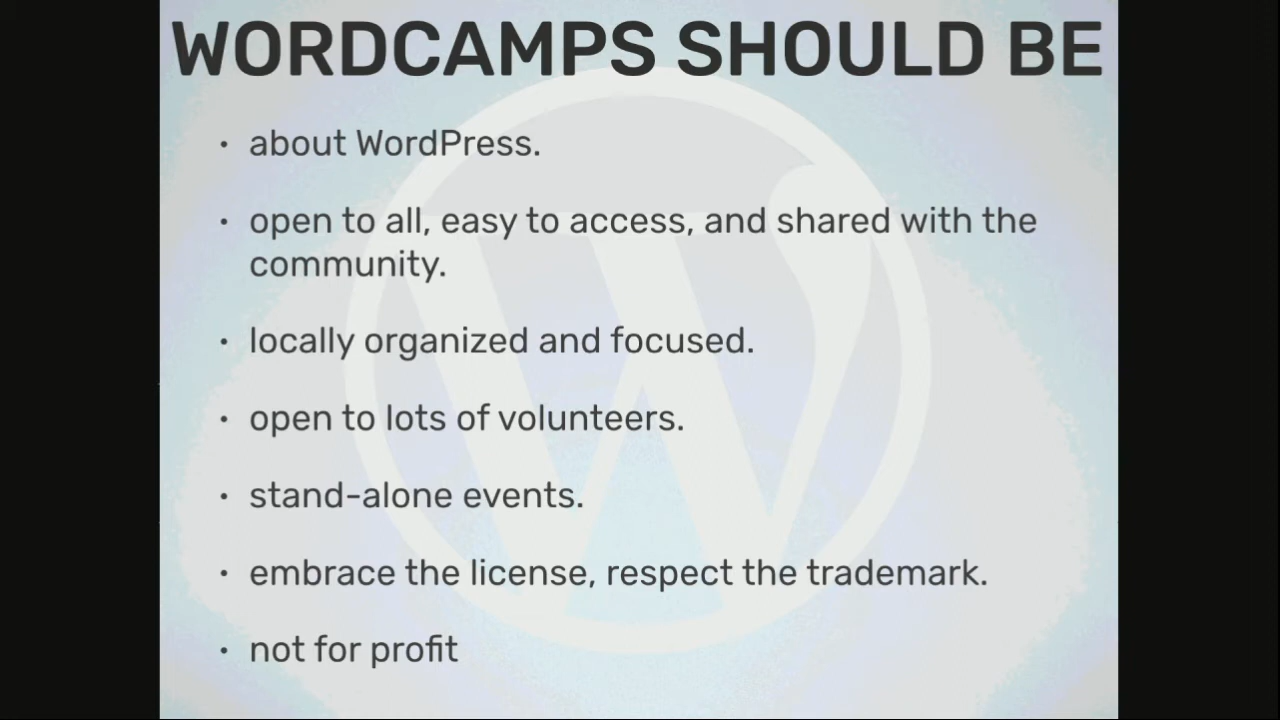 WORDCAMPS SHOULD BE
• about WordPress.
• open to all, easy to access, and shared with the
community.
• locally organized and focused.
• open to lots of volunteers.
• stand-alone events.
• embrace the license, respect the trademark.
• not for profit